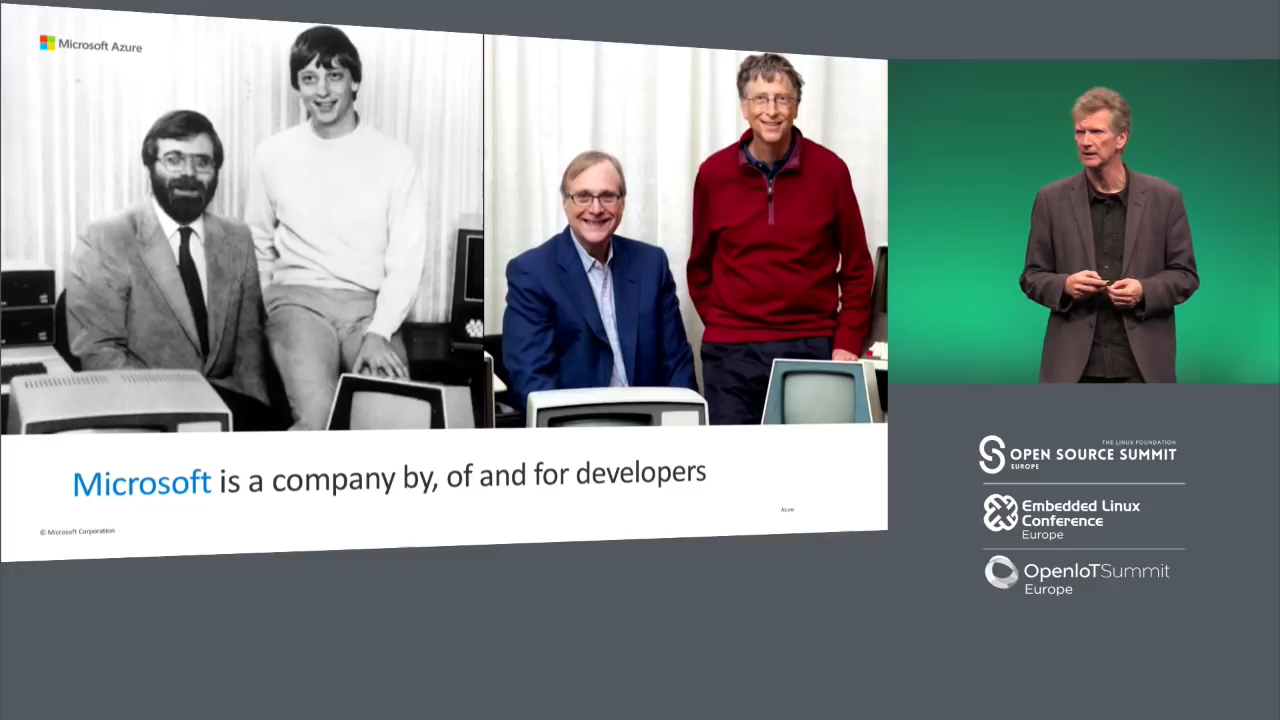 Microsoft Azure
Microsoft is a company by, of and for developers
Azure
© Microsoft Corporation
THE LINUX FOUNDATION
OPEN SOURCE SUMMIT
EUROPE
Embedded Linux
Conference
Europe
OpenIoTSummit
Europe